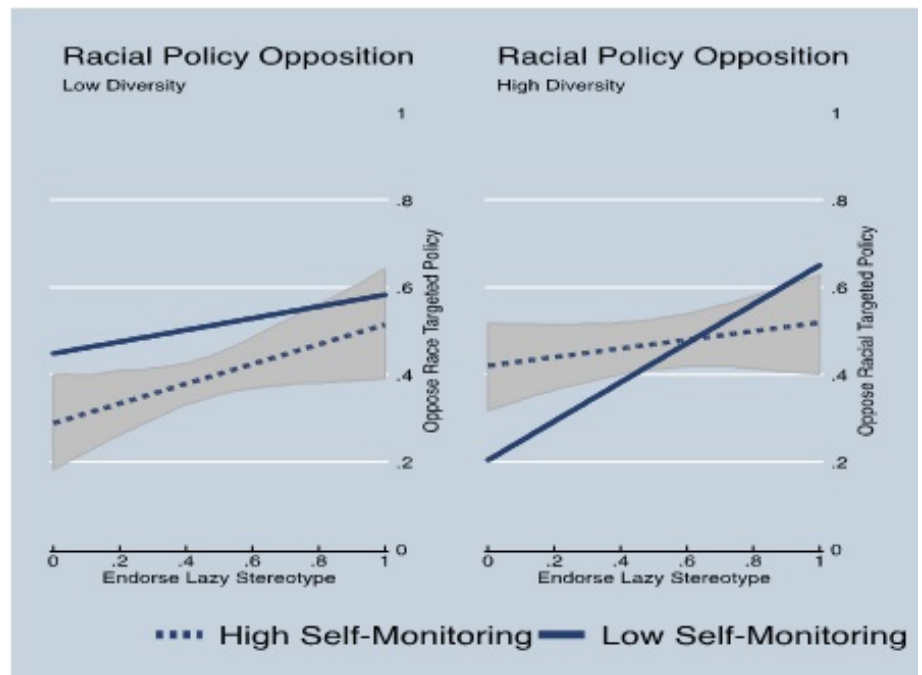 Racial Policy Opposition
Low Diversity
1
.8
.6
.4
.2
0
Oppose Race Targeted Policy
0 .2 .4 .6 .8 1
Endorse Lazy Stereotype
Racial Policy Opposition
High Diversity
1
.8
.6
.4
.2
0
Oppose Racial Targeted Policy
0 .2 .4 .6 .8 1
Endorse Lazy Stereotype
High Self-Monitoring
Low Self-Monitoring